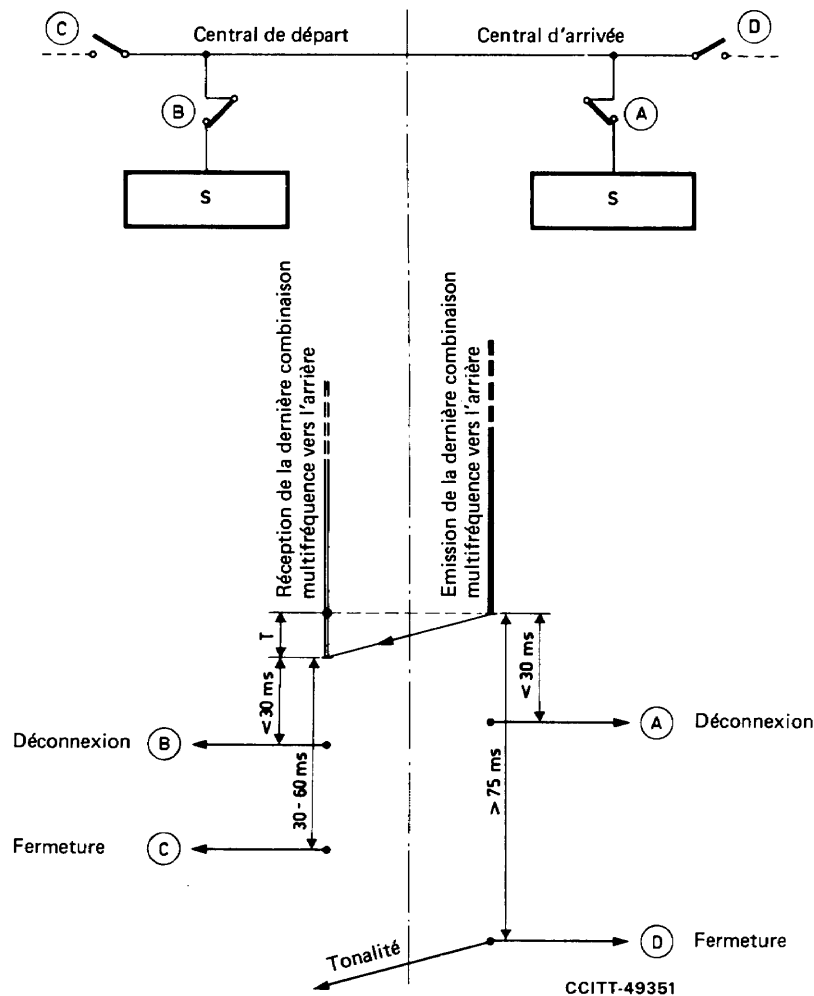 C
Central de départ
Central d'arrivée
D
B
A
S
S
Réception de la dernière combinaison
multifréquence vers l'arrière
Emission de la dernière combinaison
multifréquence vers l'arrière
T
< 30 ms
< 30 ms
A Déconnexion
Déconnexion B
> 75 ms
30 - 60 ms
Fermeture C
D Fermeture
Tonalité
CCITT-49351